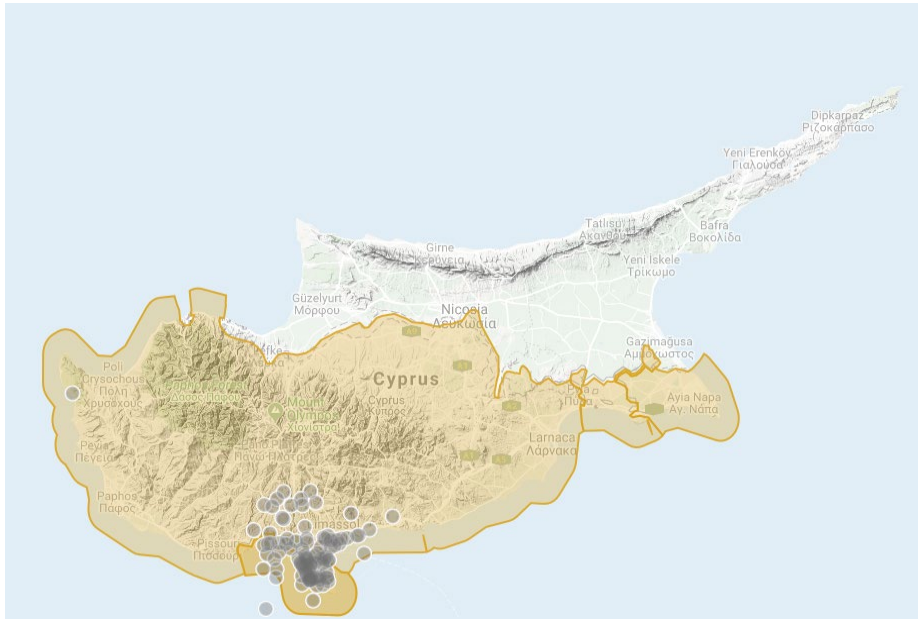 Dipkarpaz
Ριζοκάρπασο
Yeni Erenköy
Γιαλούσα
Tatlısu
Ακανθού
Bafra
Βοκολίδα
Girne
Yeni Iskele
Τρίκωμο
Güzelyurt
Μόρφου
Nicosia
Λευκωσία
Gazimağusa
Αμμόχωστος
Poli
Crysochous
Πόλη
Χρυσοχούς
Cyprus
Cyprus
Κύπρος
Mount
Olympos
Ayia Napa
Αγ. Νάπα
Larnaca
Λάρνακα
Peyia
Πέγεια
Paphos
Πάφος
Pissouri
Πισσούρι